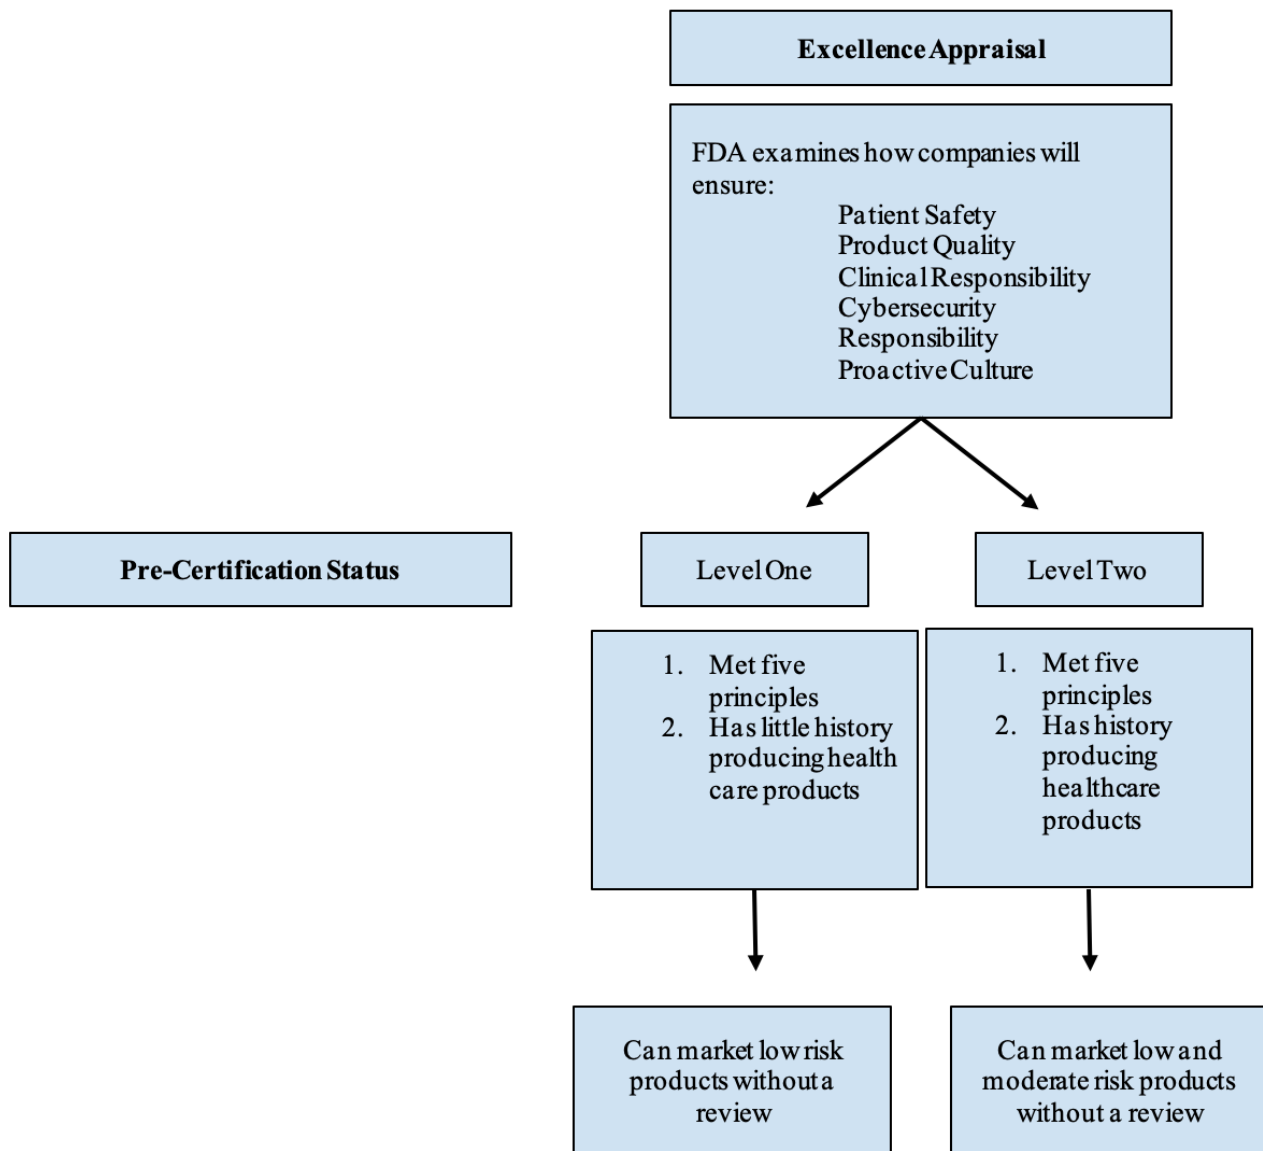 Excellence Appraisal
FDA examines how companies will
ensure:
Patient Safety
Product Quality
Clinical Responsibility
Cybersecurity
Responsibility
Proactive Culture
Pre-Certification Status
Level One
Level Two
1. Met five
principles
2. Has little history
producing health
care products
1. Met five
principles
2. Has history
producing
healthcare
products
Can market low risk
products without a
review
Can market low and
moderate risk products
without a review